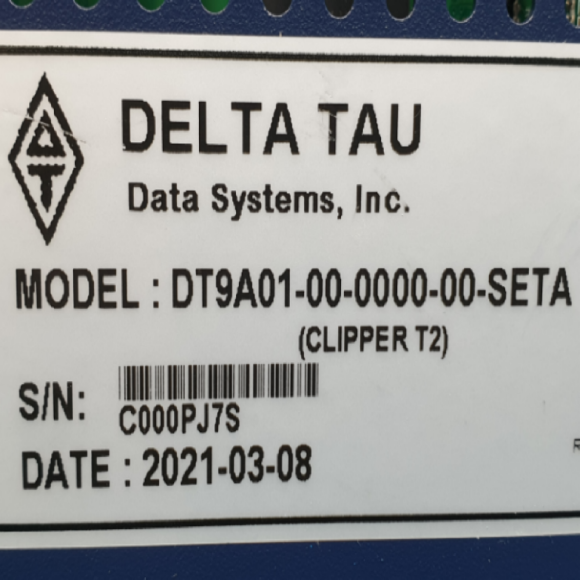 DELTA TAU
Data Systems, Inc.
MODEL : DT9A01-00-0000-00-SETA
(CLIPPER T2)
S/N:
C000PJ7S
DATE : 2021-03-08
R